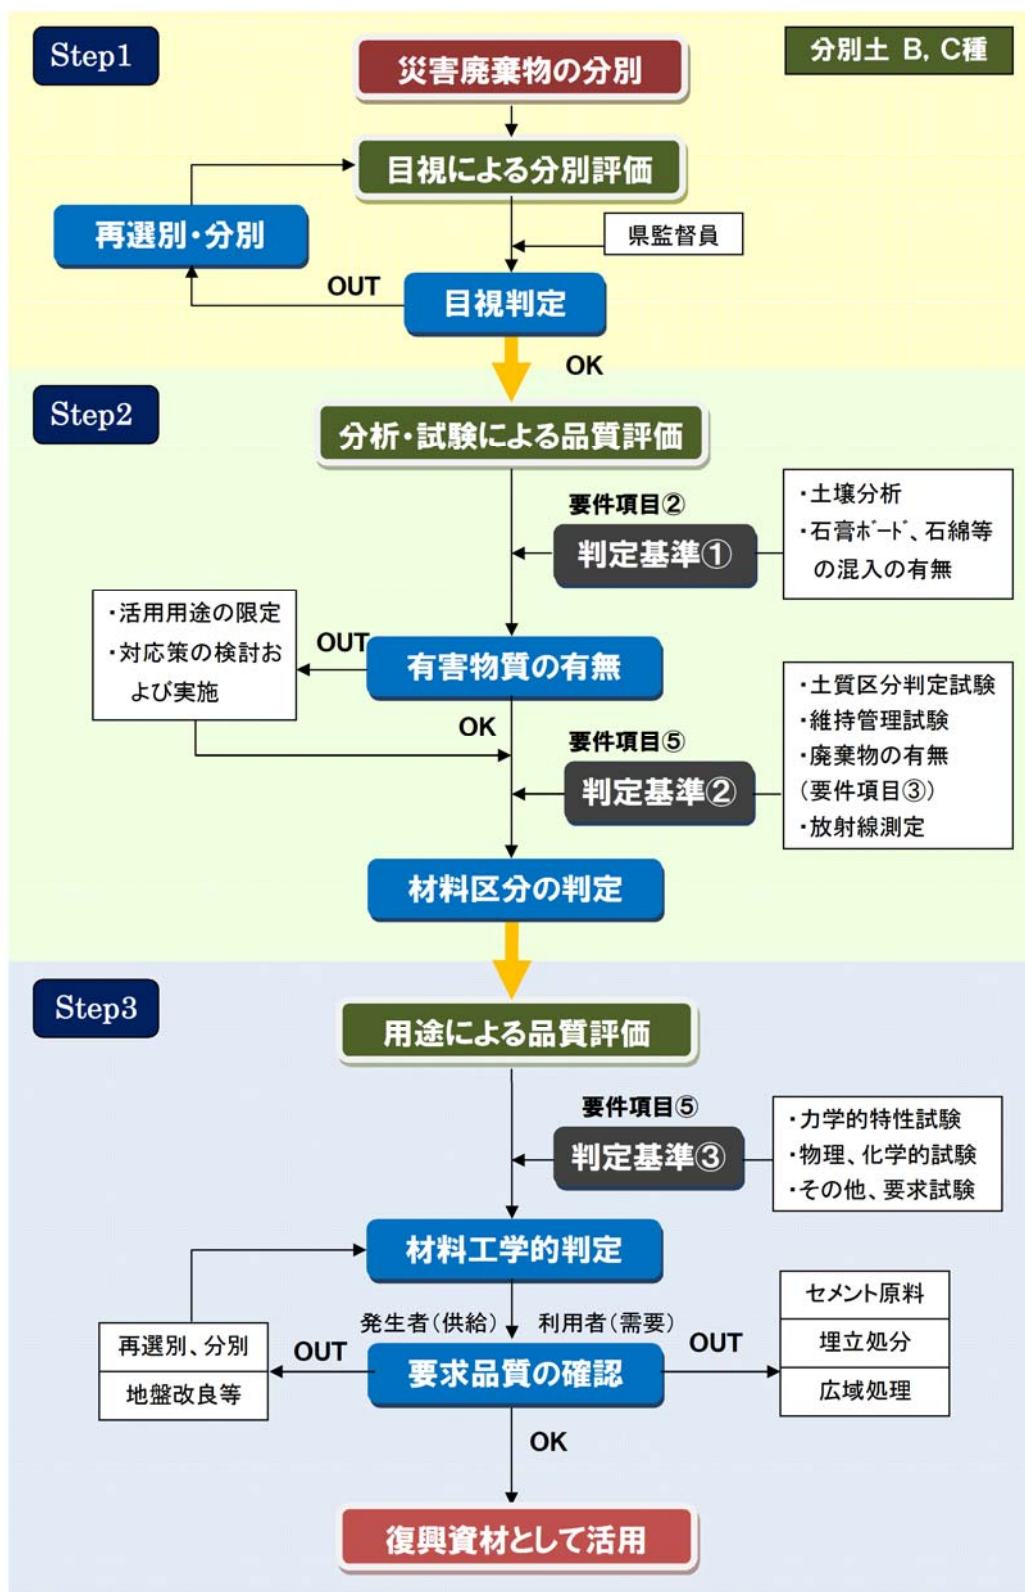 Step1
分別土 B, C種
災害廃棄物の分別
目視による分別評価
再選別・分別
県監督員
OUT
目視判定
OK
Step2
分析・試験による品質評価
要件項目②
判定基準①
・土壌分析
・石膏ﾎﾞｰﾄﾞ、石綿等
の混入の有無
・活用用途の限定
・対応策の検討お
よび実施
OUT
有害物質の有無
OK
要件項目⑤
判定基準②
・土質区分判定試験
・維持管理試験
・廃棄物の有無
（要件項目③）
・放射線測定
材料区分の判定
Step3
用途による品質評価
要件項目⑤
判定基準③
・力学的特性試験
・物理、化学的試験
・その他、要求試験
材料工学的判定
発生者（供給）
利用者（需要）
再選別、分別
地盤改良等
OUT
要求品質の確認
OUT
セメント原料
埋立処分
広域処理
OK
復興資材として活用